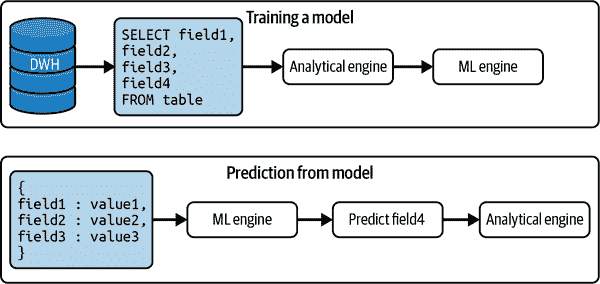 Training a model
DWH
SELECT field1,
field2,
field3,
field4
FROM table
Analytical engine
ML engine
Prediction from model
{
field1 : value1,
field2 : value2,
field3 : value3
}
ML engine
Predict field4
Analytical engine